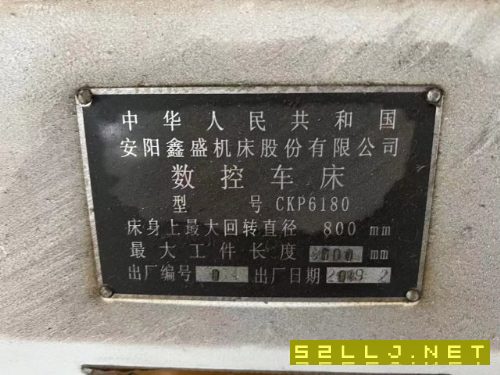 中华人民共和国
安阳鑫盛机床股份有限公司
数控车床
型 号 CKP6180
床身上最大回转直径 800 mm
最大工件长度 3000 mm
出厂编号 出厂日期
52LLJ.NET